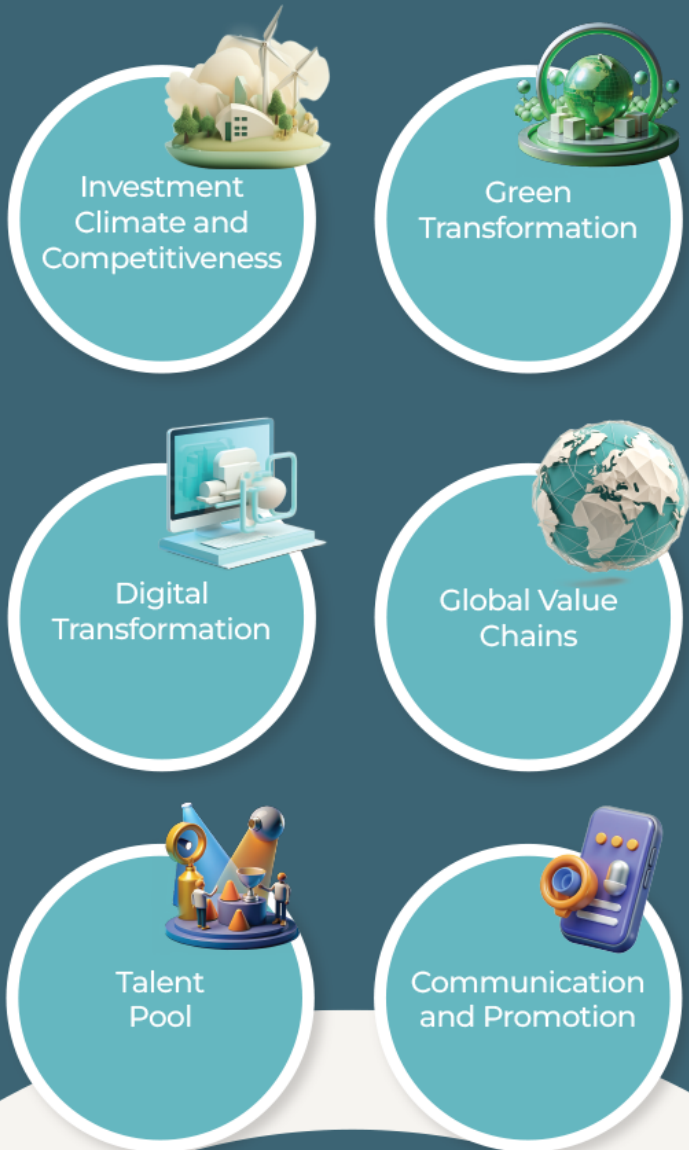 Investment
Climate and
Competitiveness
Green
Transformation
Digital
Transformation
Global Value
Chains
Talent
Pool
Communication
and Promotion